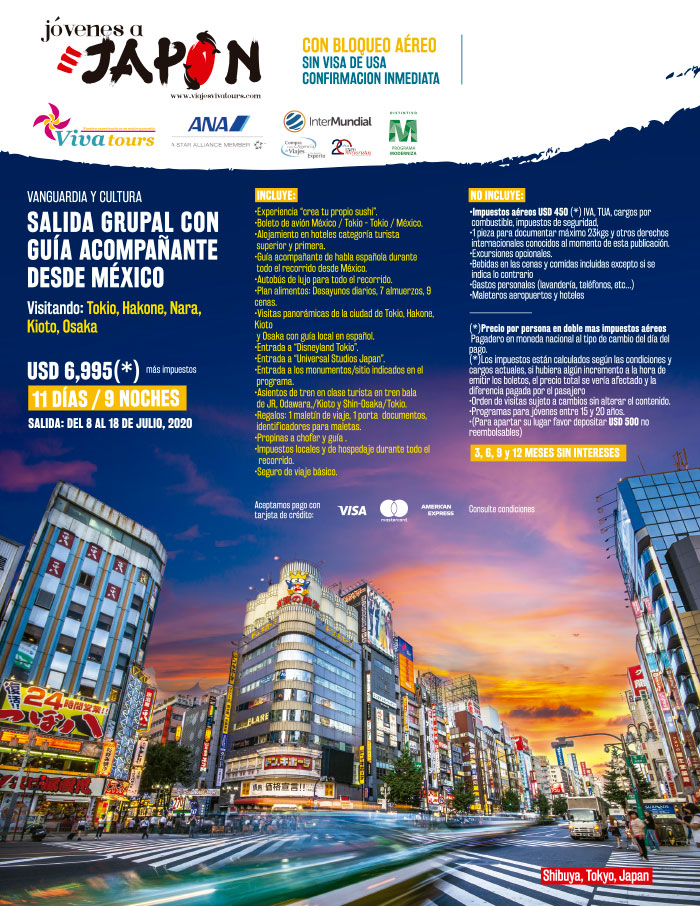 jóvenes a
JAPÓN
www.viajesvivatours.com
CON BLOQUEO AÉREO
SIN VISA DE USA
CONFIRMACION INMEDIATA
Viva tours
ANA
A STAR ALLIANCE MEMBER
InterMundial
Compra
Viajes
Experto
DISTINTIVO
M
PROGRAMA
MODERNIZA
VANGUARDIA Y CULTURA
SALIDA GRUPAL CON
GUÍA ACOMPAÑANTE
DESDE MÉXICO
Visitando: Tokio, Hakone, Nara,
Kioto, Osaka
USD 6,995(*) más impuestos
11 DÍAS / 9 NOCHES
SALIDA: DEL 8 AL 18 DE JULIO, 2020
INCLUYE:
•Experiencia “crea tu propio sushi”.
•Boleto de avión México / Tokio - Tokio / México.
•Alojamiento en hoteles categoría turista
superior y primera.
•Guía acompañante de habla española durante
todo el recorrido desde México.
•Autobús de lujo para todo el recorrido.
•Plan alimentos: Desayunos diarios, 7 almuerzos, 9
cenas.
•Visitas panorámicas de la ciudad de Tokio, Hakone,
Kioto
y Osaka con guía local en español.
•Entrada a “Disneyland Tokio”.
•Entrada a “Universal Studios Japan”.
•Entrada a los monumentos/sitio indicados en el
programa.
•Asientos de tren en clase turista en tren bala
de JR, Odawara,/Kioto y Shin-Osaka/Tokio.
•Regalos: 1 maletín de viaje, 1 porta documentos,
identificadores para maletas.
•Propinas a chofer y guía .
•Impuestos locales y de hospedaje durante todo el
recorrido.
•Seguro de viaje básico.
NO INCLUYE:
•Impuestos aéreos USD 450 (*) IVA, TUA, cargos por
combustible, impuestos de seguridad.
•1 pieza para documentar máximo 23kgs y otros derechos
internacionales conocidos al momento de esta publicación.
•Excursiones opcionales.
•Bebidas en las cenas y comidas incluidas excepto si se
indica lo contrario
•Gastos personales (lavandería, teléfonos, etc...)
•Maleteros aeropuertos y hoteles
(*)Precio por persona en doble mas impuestos aéreos
Pagadero en moneda nacional al tipo de cambio del día del
pago.
•(*)Los impuestos están calculados según las condiciones y
cargos actuales, si hubiera algún incremento a la hora de
emitir los boletos, el precio total se vería afectado y la
diferencia pagada por el pasajero
•Orden de visitas sujeto a cambios sin alterar el contenido.
•Programas para jóvenes entre 15 y 20 años.
•(Para apartar su lugar favor depositar USD 500 no
reembolsables)
3, 6, 9 y 12 MESES SIN INTERESES
Aceptamos pago con
tarjeta de crédito:
VISA
mastercard
AMERICAN
EXPRESS
Consulte condiciones
24時間営業
ドン.キホーテ
価格宣言!!
Shibuya, Tokyo, Japan